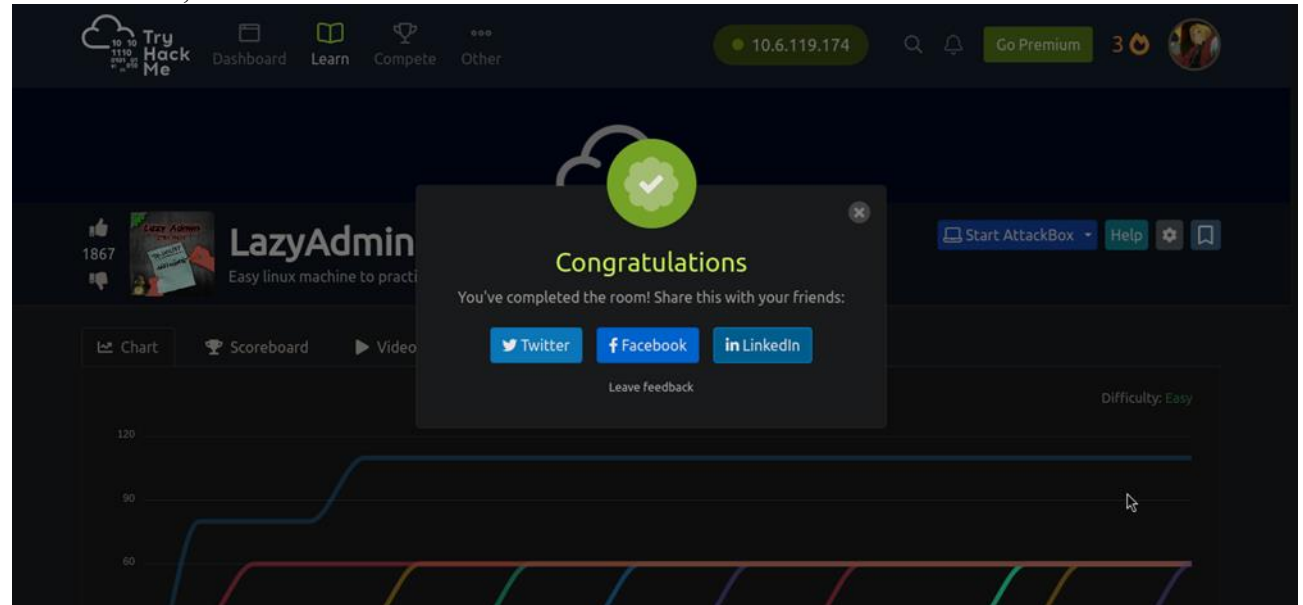 Try
Hack
Me
Dashboard
Learn
Compete
Other
10.6.119.174
Go Premium
3
1867
LazyAdmin
Easy linux machine to practi
Start AttackBox
Help
Congratulations
You've completed the room! Share this with your friends:
Twitter
Facebook
in LinkedIn
Leave feedback
Chart
Scoreboard
Video
Difficulty: Easy
120
90
60